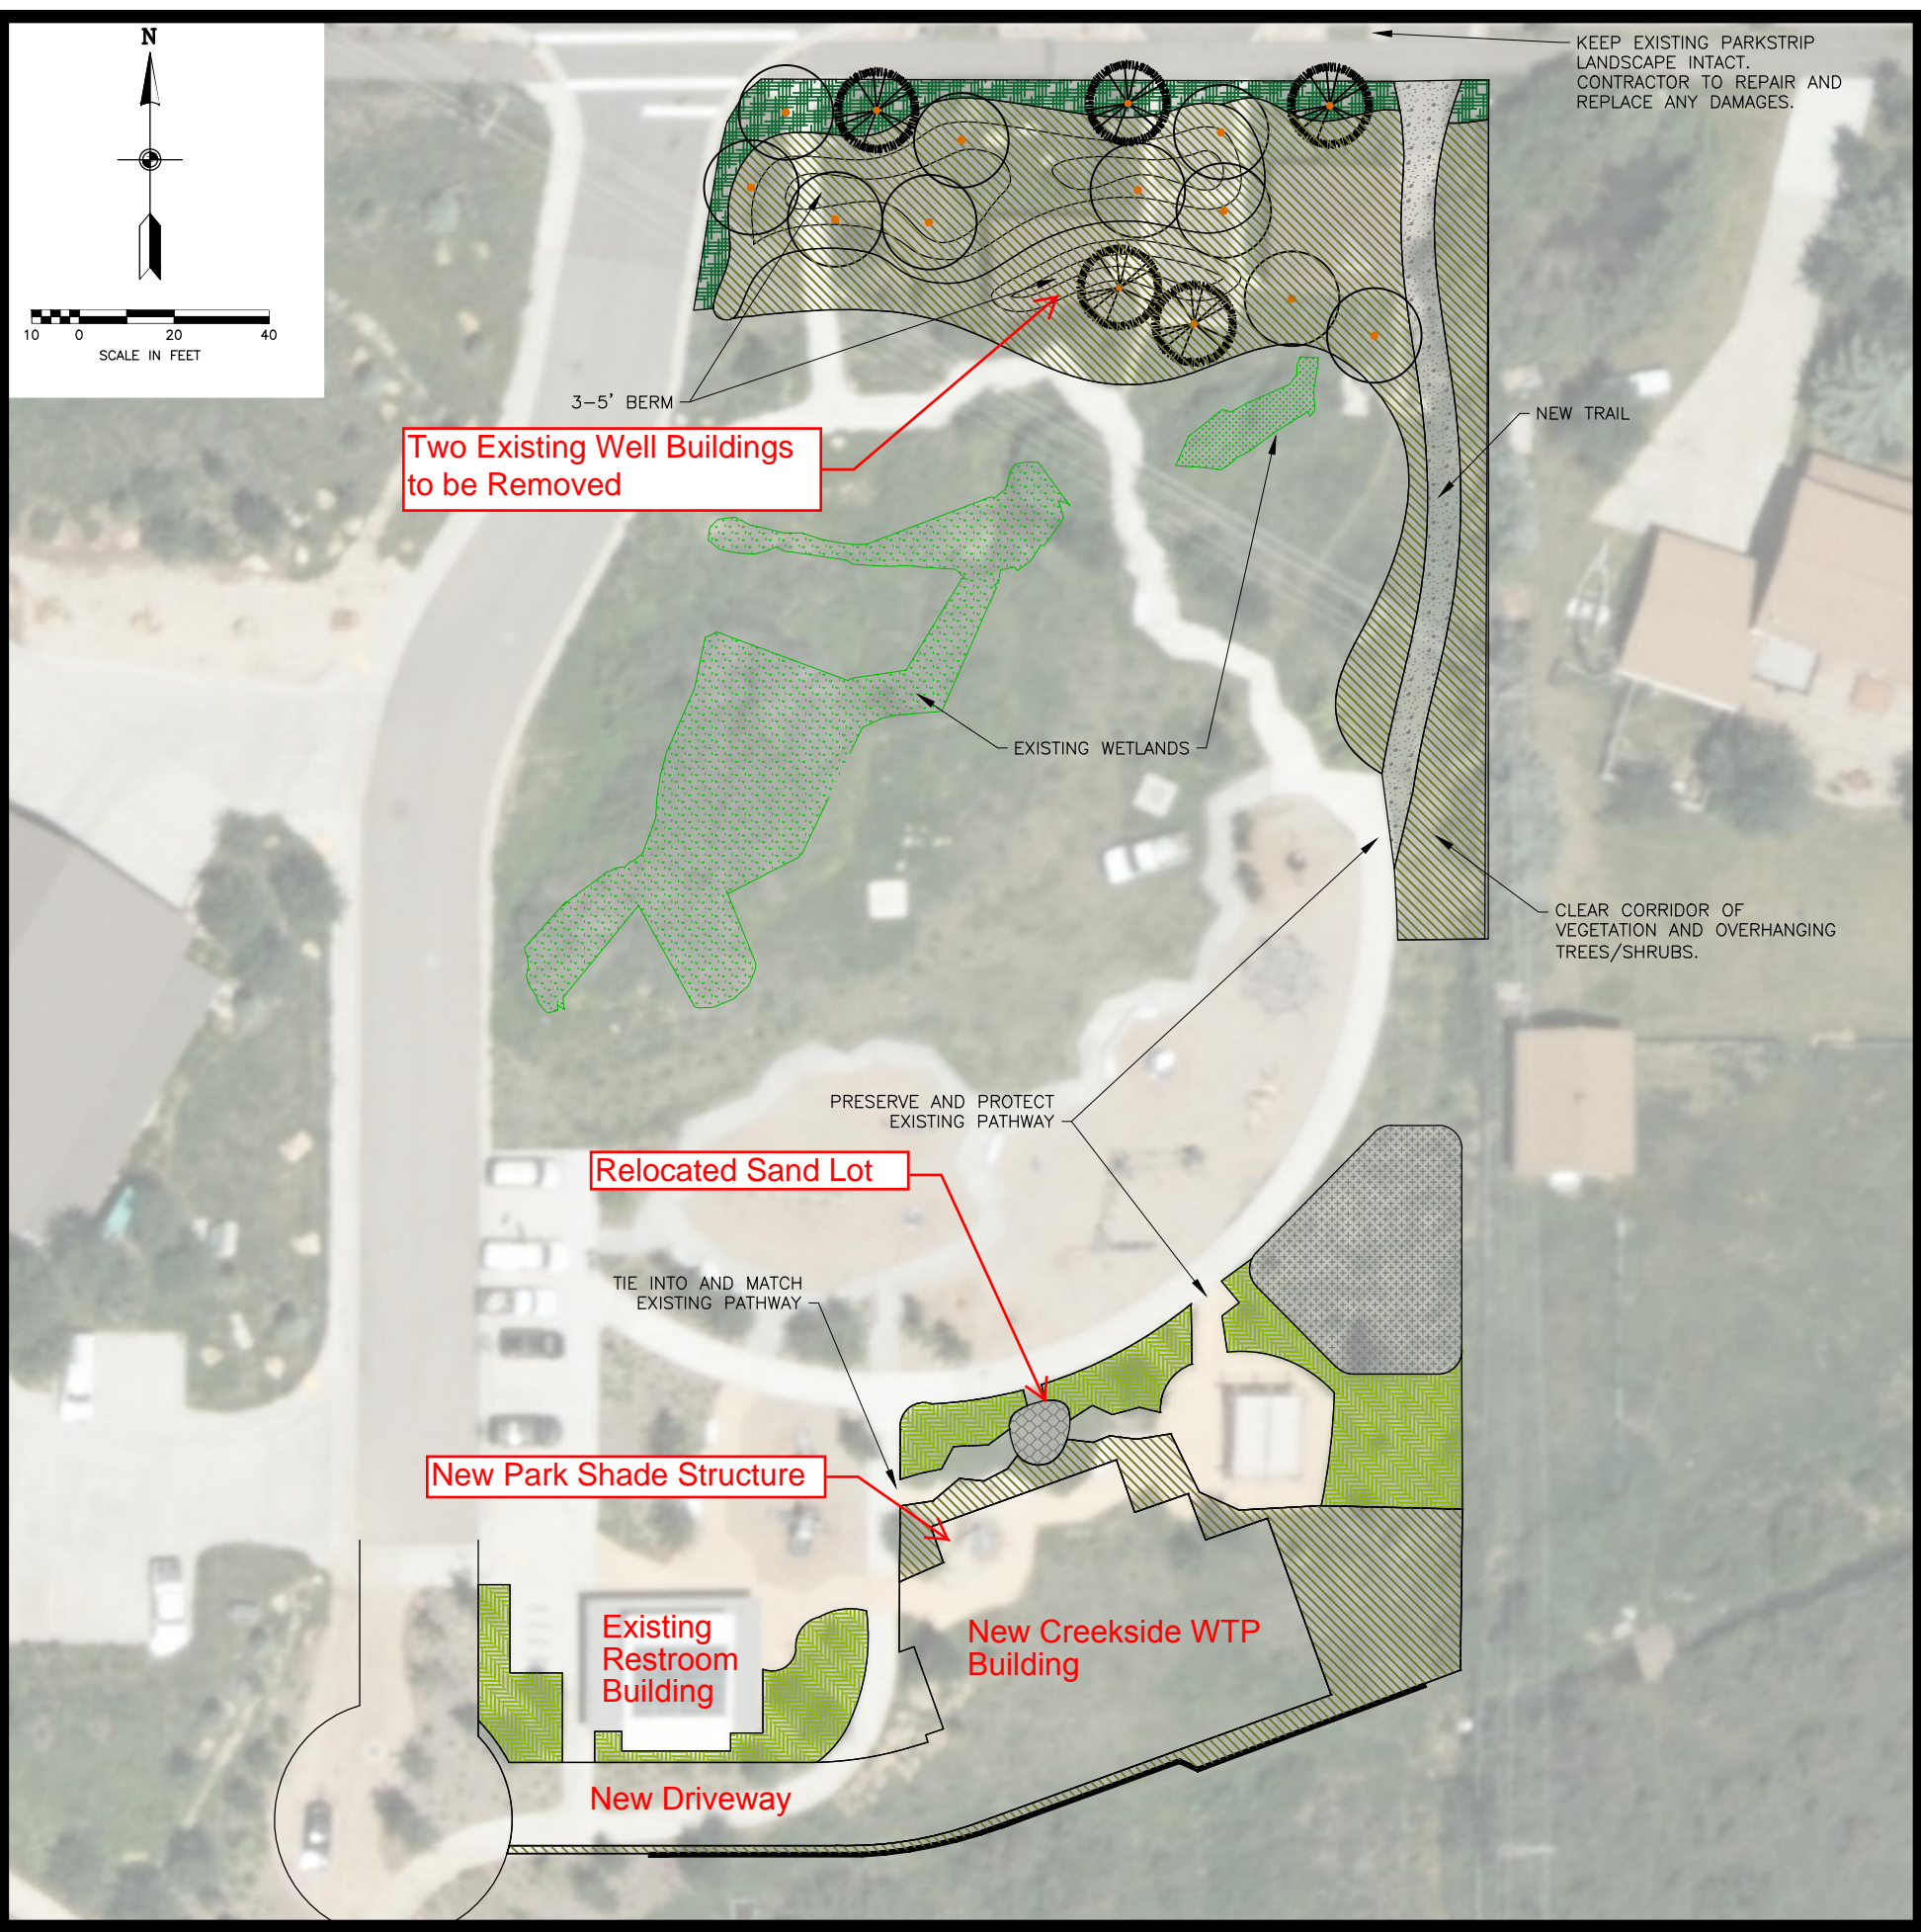 N
10 0 20 40
SCALE IN FEET
KEEP EXISTING PARKSTRIP
LANDSCAPE INTACT.
CONTRACTOR TO REPAIR AND
REPLACE ANY DAMAGES.
3-5' BERM
NEW TRAIL
Two Existing Well Buildings
to be Removed
EXISTING WETLANDS
CLEAR CORRIDOR OF
VEGETATION AND OVERHANGING
TREES/SHRUBS.
PRESERVE AND PROTECT
EXISTING PATHWAY
Relocated Sand Lot
TIE INTO AND MATCH
EXISTING PATHWAY
New Park Shade Structure
Existing
Restroom
Building
New Creekside WTP
Building
New Driveway